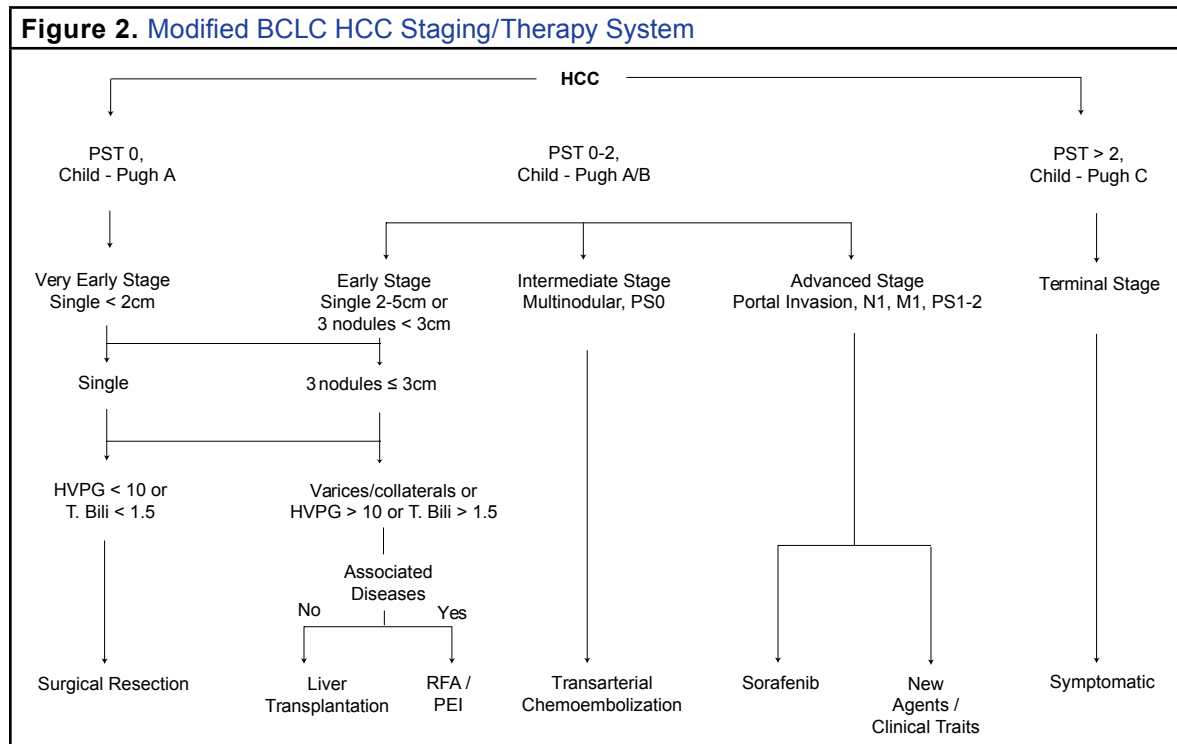 Figure 2. Modified BCLC HCC Staging/Therapy System
HCC
PST 0,
Child - Pugh A
PST 0-2,
Child - Pugh A/B
PST > 2,
Child - Pugh C
Very Early Stage
Single < 2cm
Early Stage
Single 2-5cm or
3 nodules < 3cm
Intermediate Stage
Multinodular, PS0
Advanced Stage
Portal Invasion, N1, M1, PS1-2
Terminal Stage
Single
3 nodules ≤ 3cm
HVPG < 10 or
T. Bili < 1.5
Varices/collaterals or
HVPG > 10 or T. Bili > 1.5
Associated
Diseases
No
Yes
Surgical Resection
Liver
Transplantation
RFA /
PEI
Transarterial
Chemoembolization
Sorafenib
New
Agents /
Clinical Traits
Symptomatic